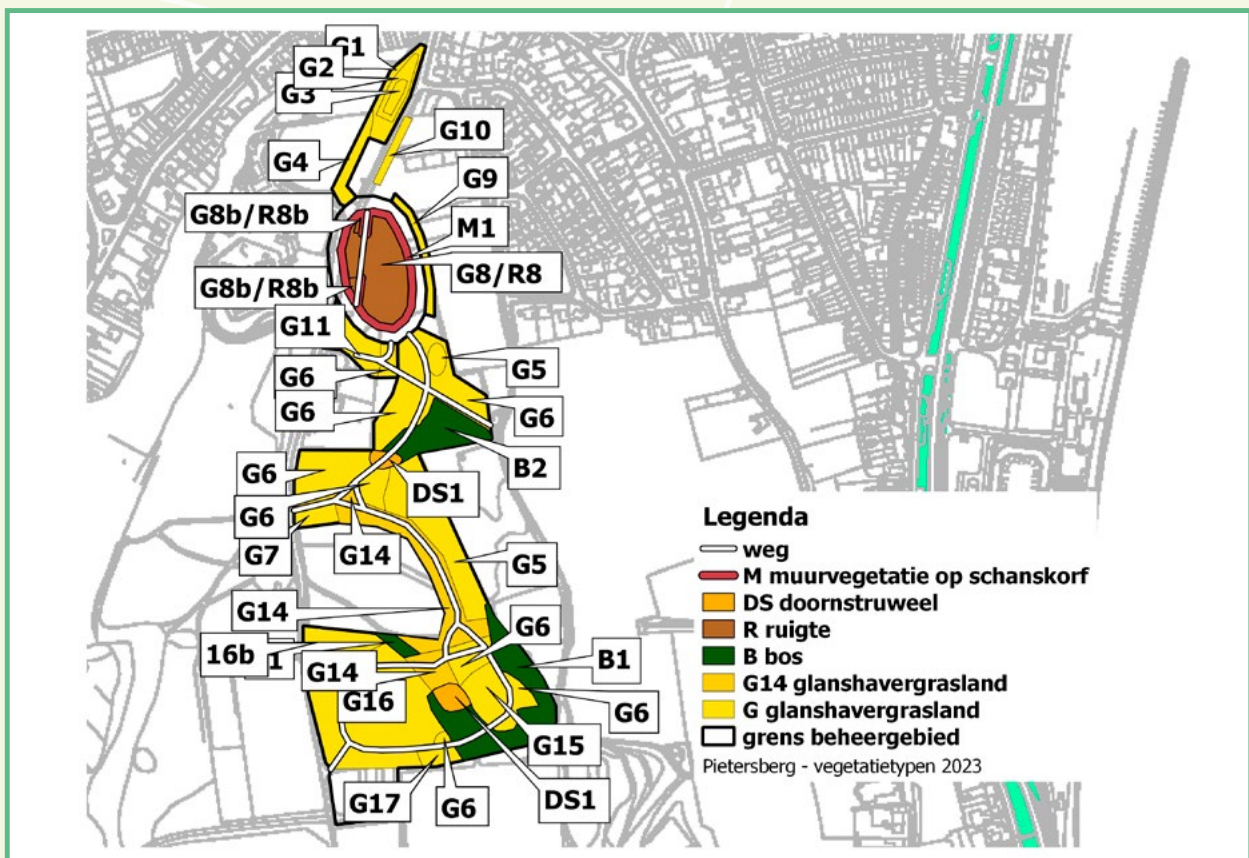 G1
G2
G3
G10
G4
G9
G8b/R8b
M1
G8/R8
G8b/R8b
G11
G5
G6
G6
G6
B2
G6
DS1
G6
G7
G14
G5
G14
G6
16b
1
G14
B1
G16
G6
G15
G17
G6
DS1
Legenda
weg
M muurvegetatie op schanskorf
DS doornstruweel
R ruigte
B bos
G14 glanshavergrasland
G glanshavergrasland
grens beheergebied
Pietersberg - vegetatietypen 2023